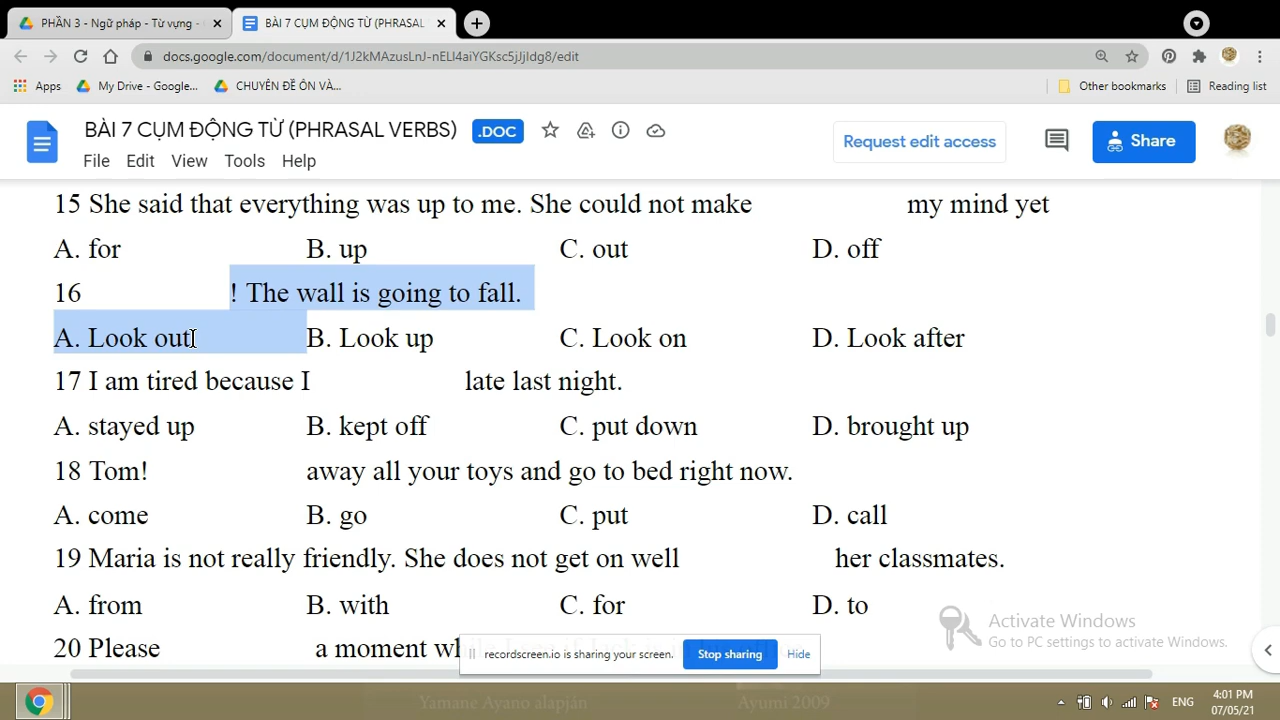 PHẦN 3 - Ngữ pháp - Từ vựng -
BÀI 7 CỤM ĐỘNG TỪ (PHRASAL
docs.google.com/document/d/1J2kMAzusLnJ-nELl4aiYGKsc5jJjIdg8/edit
Apps My Drive - Google... CHUYÊN ĐỀ ÔN VÀ... Other bookmarks Reading list
BÀI 7 CỤM ĐỘNG TỪ (PHRASAL VERBS) .DOC
File Edit View Tools Help
Request edit access
Share
15 She said that everything was up to me. She could not make my mind yet
A. for B. up C. out D. off
16 ! The wall is going to fall.
A. Look out B. Look up C. Look on D. Look after
17 I am tired because I late last night.
A. stayed up B. kept off C. put down D. brought up
18 Tom! away all your toys and go to bed right now.
A. come B. go C. put D. call
19 Maria is not really friendly. She does not get on well her classmates.
A. from B. with C. for D. to
20 Please a moment
recordscreen.io is sharing your screen. Stop sharing Hide
Activate Windows
Go to PC settings to activate Windows.
Yamane Ayano alapján Ayumi 2009
ENG
4:01 PM
07/05/21